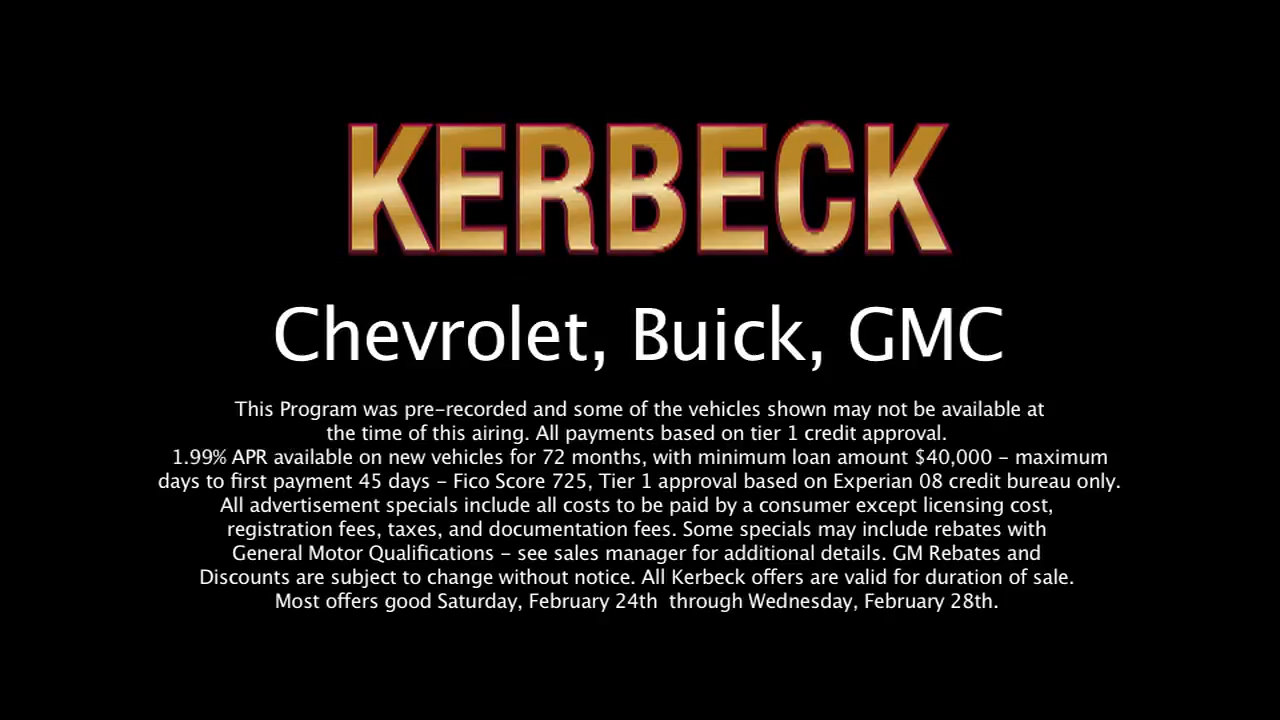 KERBECK
Chevrolet, Buick, GMC
This Program was pre-recorded and some of the vehicles shown may not be available at
the time of this airing. All payments based on tier 1 credit approval.
1.99% APR available on new vehicles for 72 months, with minimum loan amount $40,000 - maximum
days to first payment 45 days - Fico Score 725, Tier 1 approval based on Experian 08 credit bureau only.
All advertisement specials include all costs to be paid by a consumer except licensing cost,
registration fees, taxes, and documentation fees. Some specials may include rebates with
General Motor Qualifications - see sales manager for additional details. GM Rebates and
Discounts are subject to change without notice. All Kerbeck offers are valid for duration of sale.
Most offers good Saturday, February 24th  through Wednesday, February 28th.